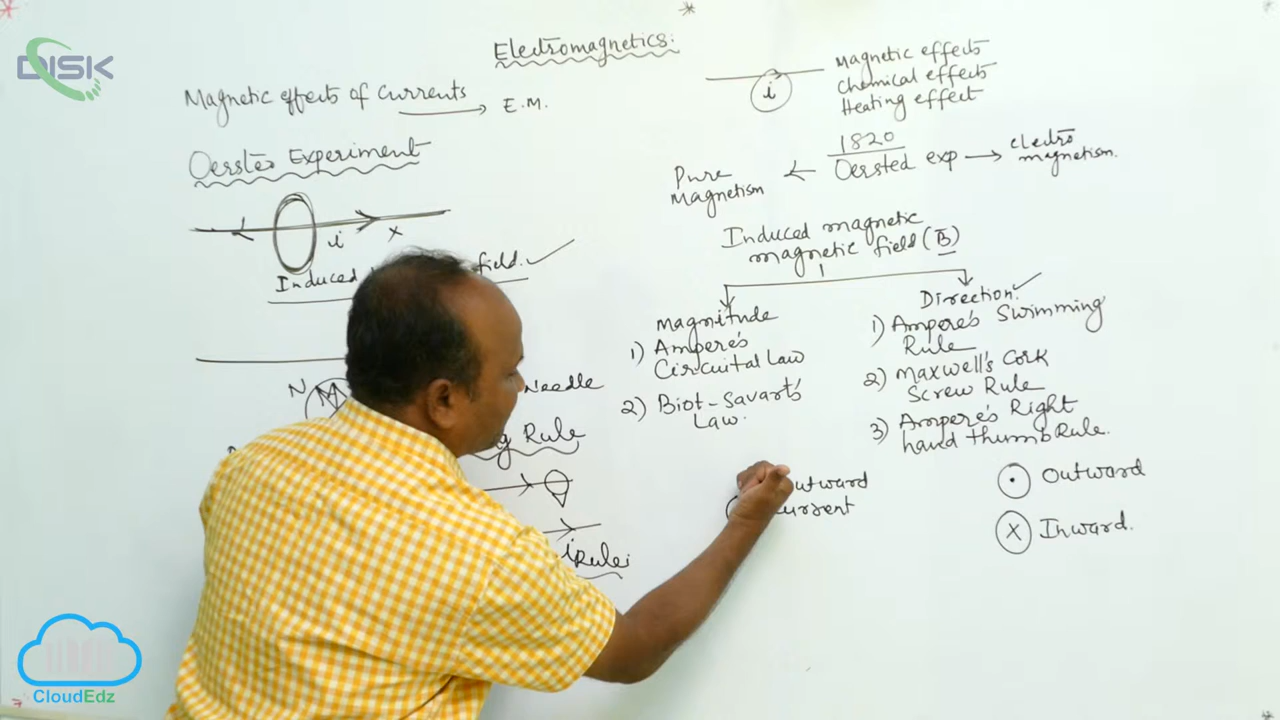 DISK
Electromagnetics:
Magnetic effects of Currents
E.M.
i
Magnetic effects
Chemical effects
Heating effect
Oersted Experiment
i
x
Induced
field.
1820
Oersted exp
Pure
Magnetism
electro
magnetism.
Induced magnetic
magnetic field (B̅)
Magnitude
1) Ampere's
Circuital Law
2) Biot-Savart's
Law.
Direction:
1) Ampere's Swimming
Rule
2) Maxwell's Cork
Screw Rule
3) Ampere's Right
hand thumb Rule.
N
M
Needle
Rule
i
Rule:
Outward
X Inward.
CloudEdz